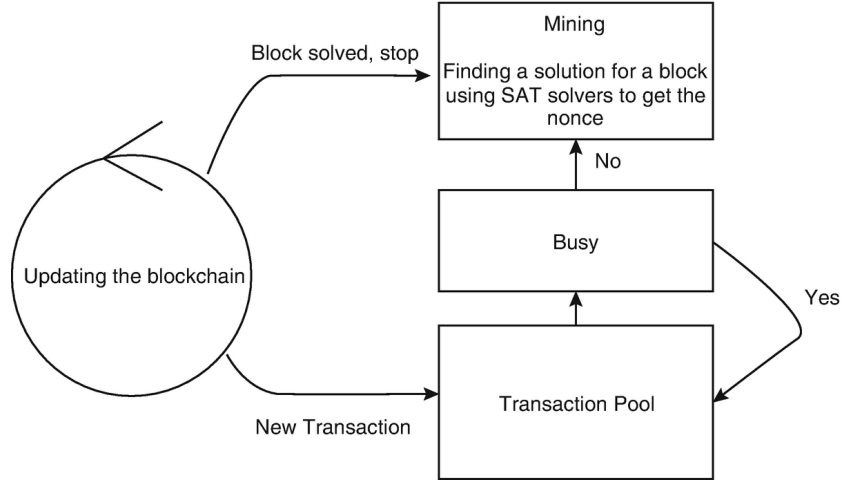 Block solved, stop
Mining
Finding a solution for a block
using SAT solvers to get the
nonce
No
Busy
Updating the blockchain
Yes
Transaction Pool
New Transaction